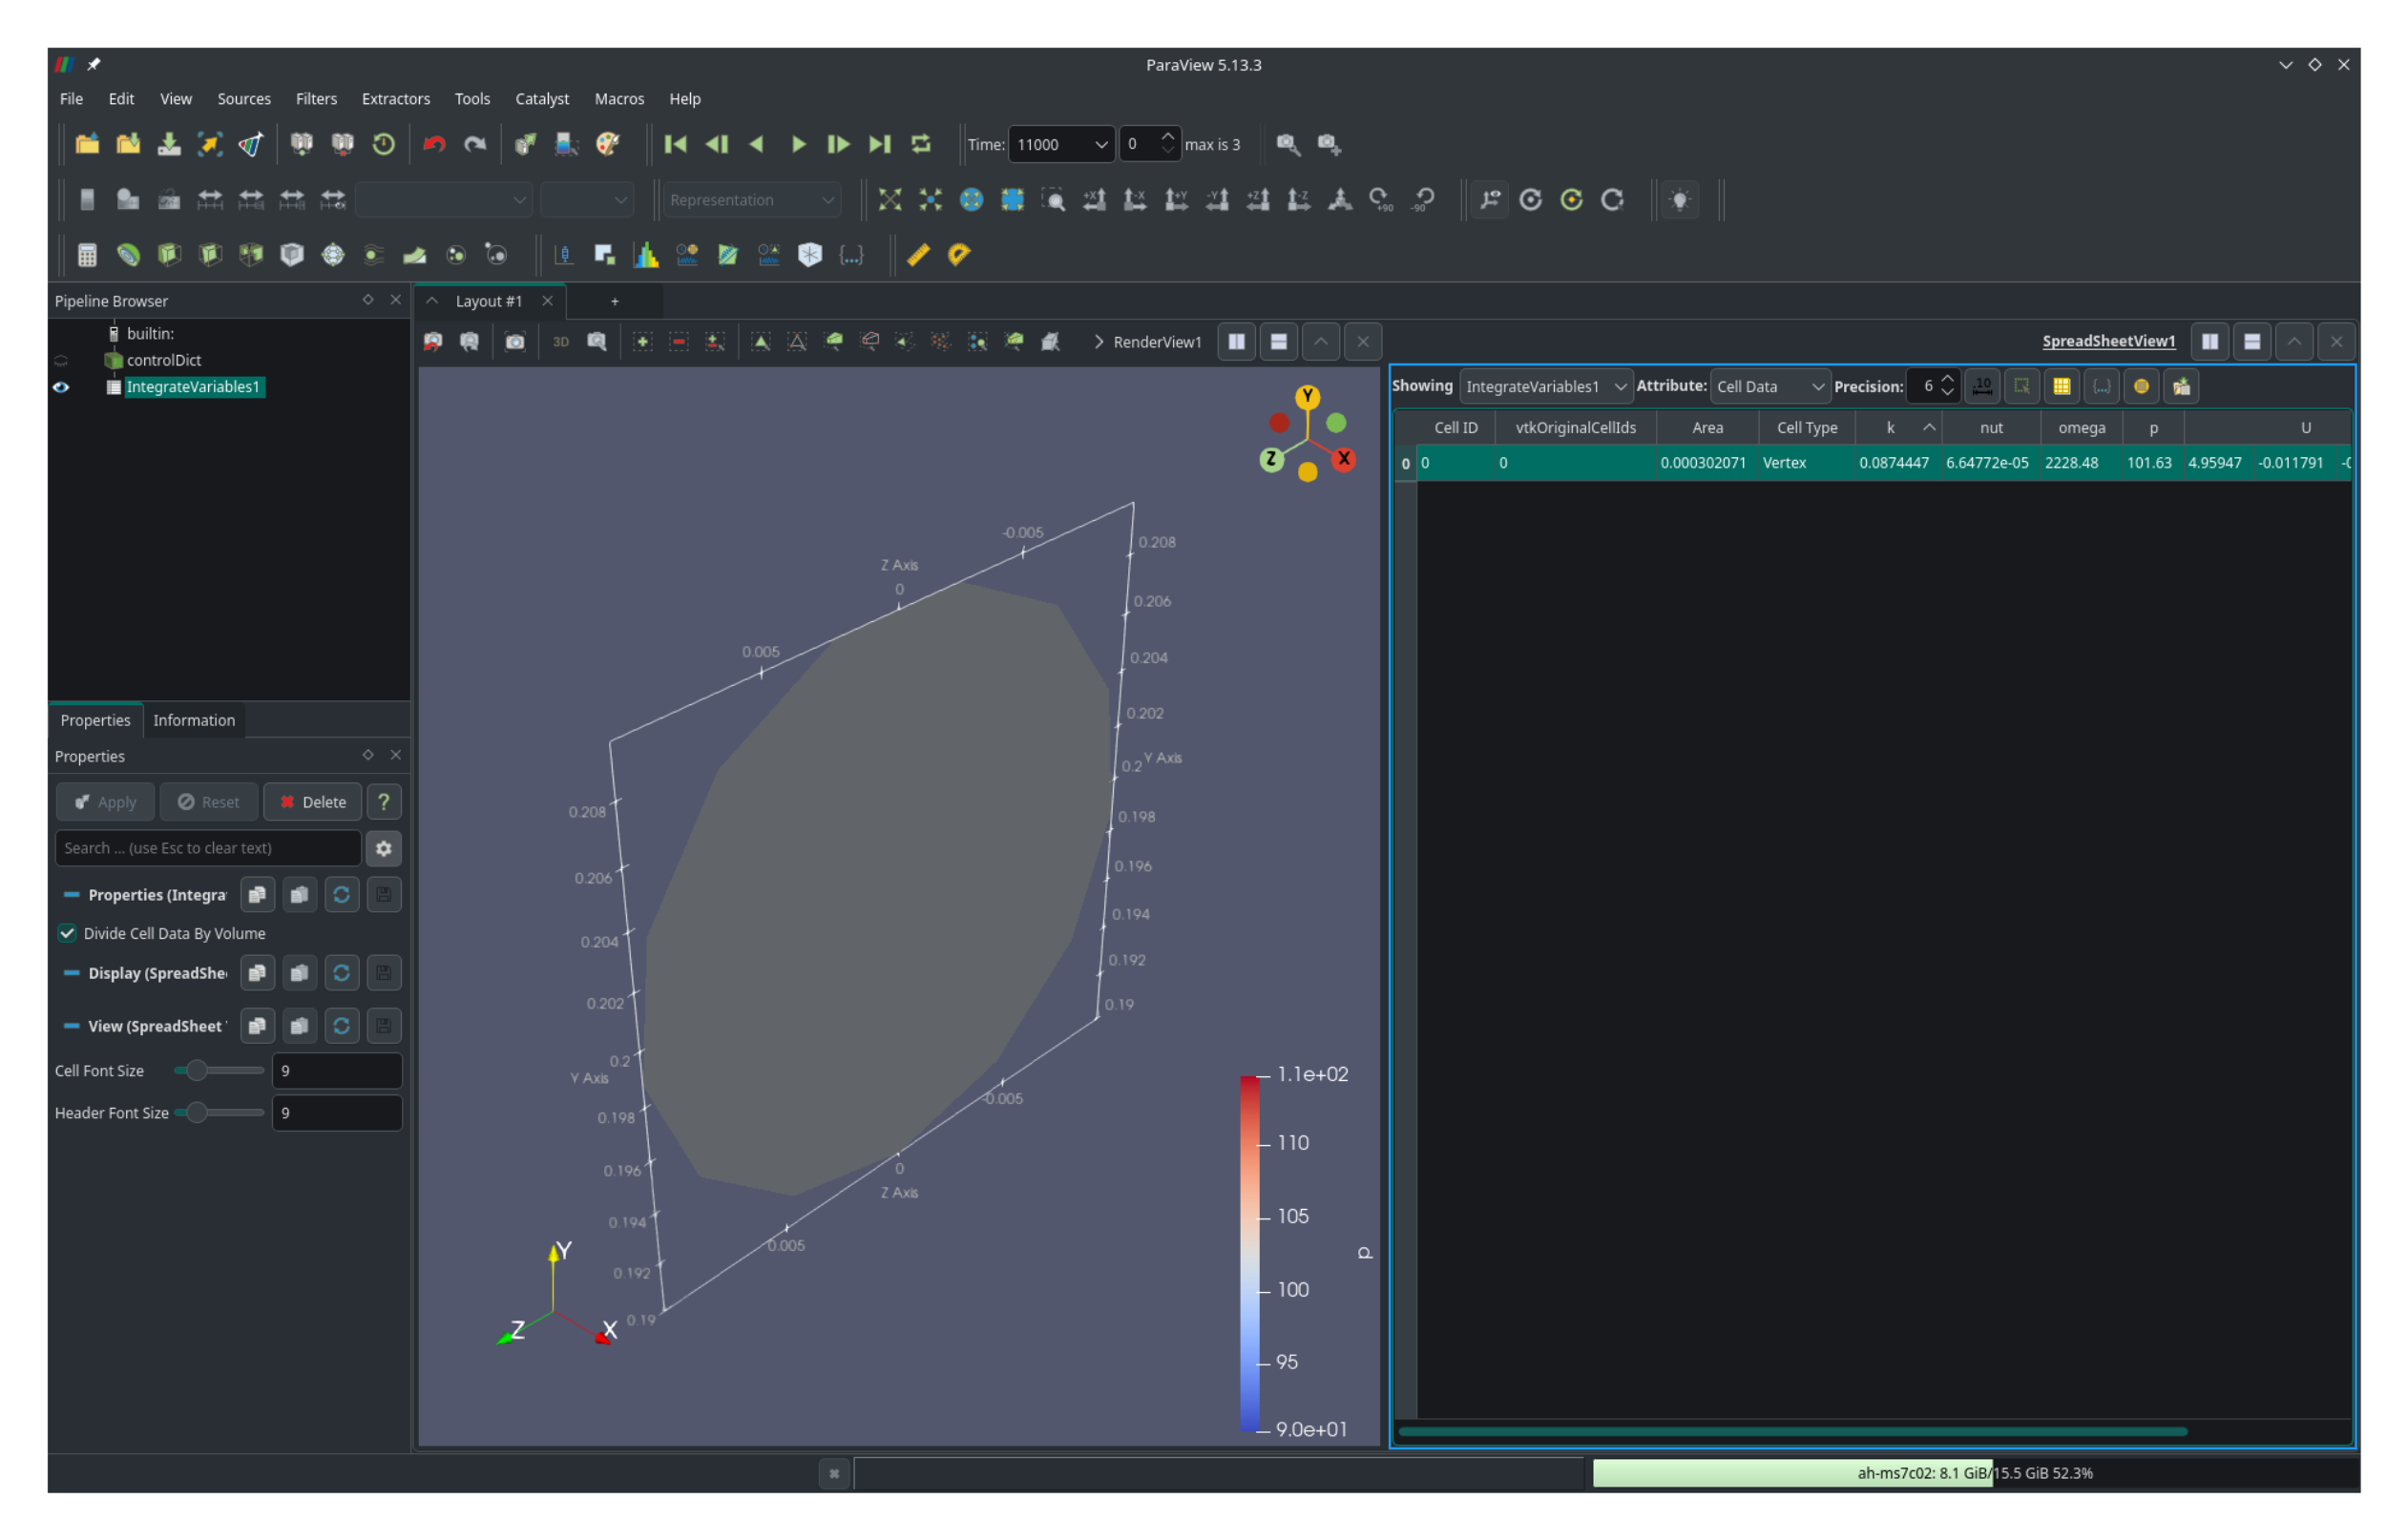 ParaView 5.13.3
File Edit View Sources Filters Extractors Tools Catalyst Macros Help
Time: 11000 0 max is 3
Representation
+X -X +Y -Y +Z -Z +90 -90
Pipeline Browser
builtin:
controlDict
IntegrateVariables1
Layout #1 +
3D RenderView1
SpreadSheetView1
Showing IntegrateVariables1 Attribute: Cell Data Precision: 6
Cell ID vtkOriginalCellIds Area Cell Type k nut omega p U
0 0 0 0.000302071 Vertex 0.0874447 6.64772e-05 2228.48 101.63 4.95947 -0.011791 -0
Y
Z X
-0.005
Z Axis
0
0.005
0.208
0.206
0.204
0.202
0.2 Y Axis
0.198
0.196
0.194
0.192
0.19
0.208
0.206
0.204
0.202
0.2
Y Axis
0.198
0.196
0.194
0.192
0.19
-0.005
0
Z Axis
0.005
Y
Z
X
1.1e+02
110
105
100
95
9.0e+01
p
Properties Information
Properties
Apply Reset Delete ?
Search ... (use Esc to clear text)
Properties (Integra
Divide Cell Data By Volume
Display (SpreadShe
View (SpreadSheet
Cell Font Size 9
Header Font Size 9
ah-ms7c02: 8.1 GiB/15.5 GiB 52.3%